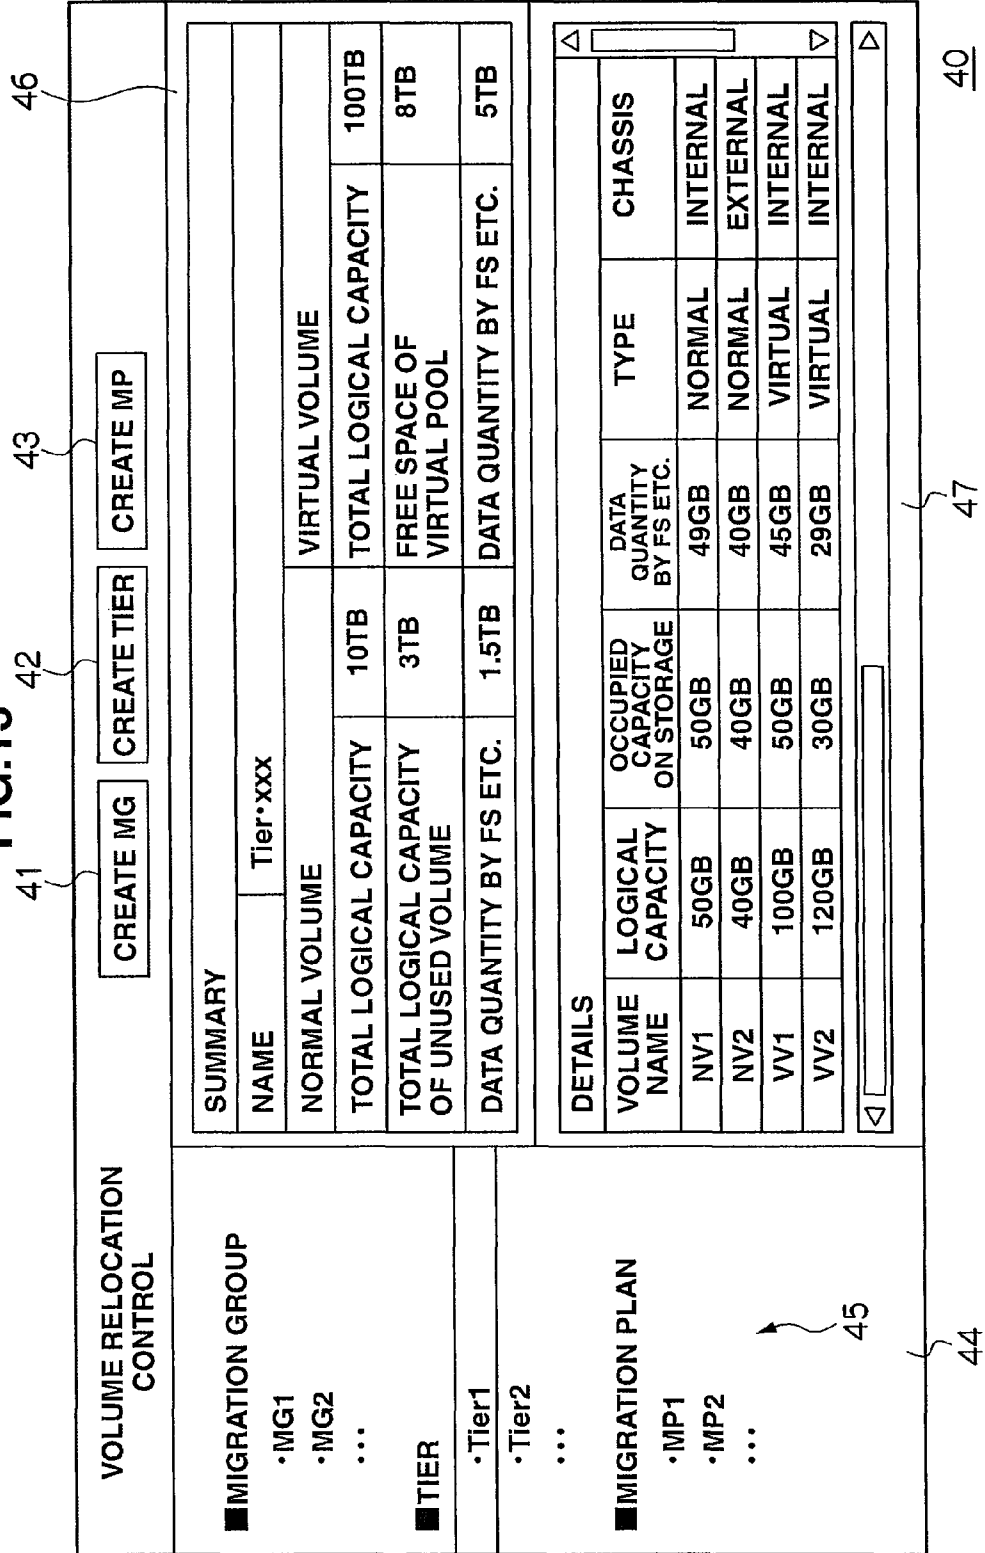 41
42
43
46
VOLUME RELOCATION
CONTROL
CREATE MG
CREATE TIER
CREATE MP
■MIGRATION GROUP
・MG1
・MG2
...
■TIER
・Tier1
・Tier2
...
■MIGRATION PLAN
・MP1
・MP2
...
45
44
SUMMARY
NAME Tier・xxx
NORMAL VOLUME VIRTUAL VOLUME
TOTAL LOGICAL CAPACITY 10TB TOTAL LOGICAL CAPACITY 100TB
TOTAL LOGICAL CAPACITY
OF UNUSED VOLUME
3TB
FREE SPACE OF
VIRTUAL POOL
8TB
DATA QUANTITY BY FS ETC. 1.5TB DATA QUANTITY BY FS ETC. 5TB
DETAILS
VOLUME
NAME
LOGICAL
CAPACITY
OCCUPIED
CAPACITY
ON STORAGE
DATA
QUANTITY
BY FS ETC.
TYPE
CHASSIS
NV1 50GB 50GB 49GB NORMAL INTERNAL
NV2 40GB 40GB 40GB NORMAL EXTERNAL
VV1 100GB 50GB 45GB VIRTUAL INTERNAL
VV2 120GB 30GB 29GB VIRTUAL INTERNAL
47
40